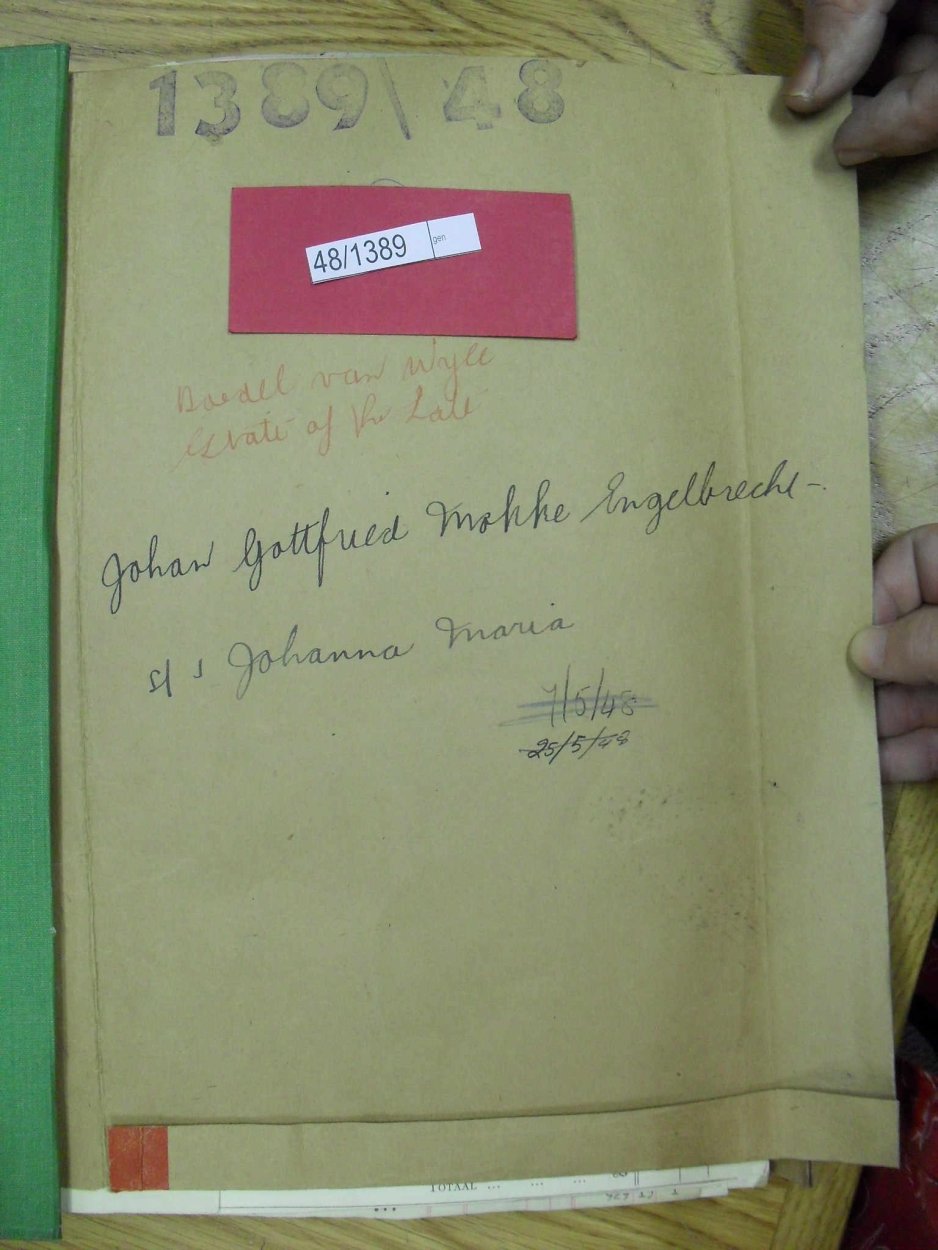 1389/48
48/1389 gen
Boedel van Wyle
Estate of the Late
Johan Gottfried Mokke Engelbrecht
s/s Johanna Maria
7/5/48
25/5/48
TOTAAL ... ... ...
...